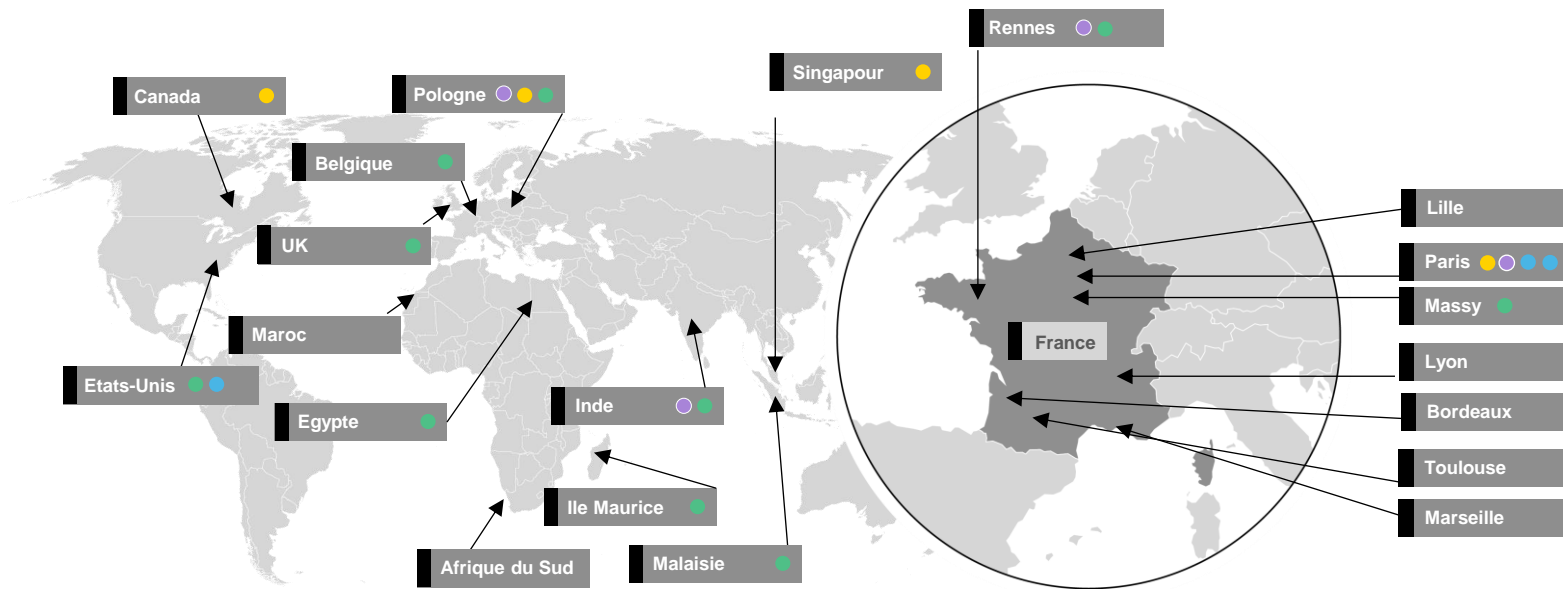 Rennes
Singapour
Canada
Pologne
Belgique
UK
Maroc
Etats-Unis
Egypte
Inde
Ile Maurice
Afrique du Sud
Malaisie
France
Lille
Paris
Massy
Lyon
Bordeaux
Toulouse
Marseille